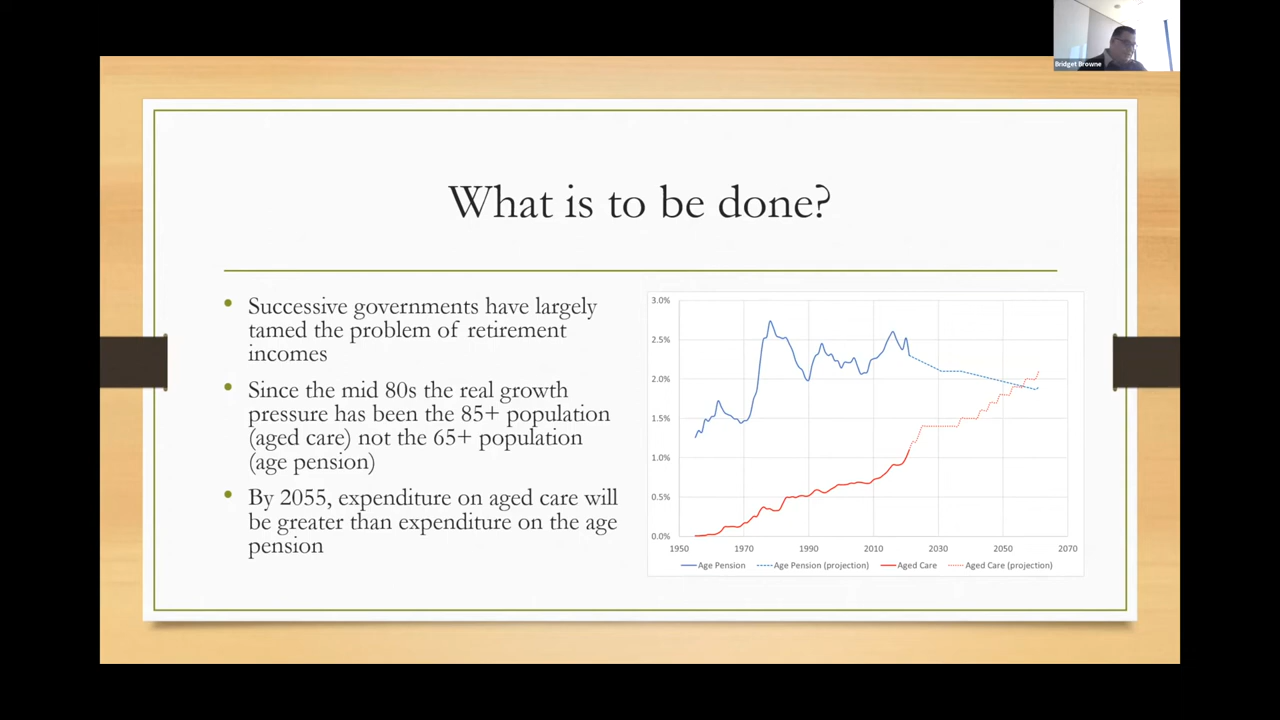 Bridget Browne
What is to be done?
• Successive governments have largely
tamed the problem of retirement
incomes
• Since the mid 80s the real growth
pressure has been the 85+ population
(aged care) not the 65+ population
(age pension)
• By 2055, expenditure on aged care will
be greater than expenditure on the age
pension
3.0%
2.5%
2.0%
1.5%
1.0%
0.5%
0.0%
1950 1970 1990 2010 2030 2050 2070
Age Pension Age Pension (projection) Aged Care Aged Care (projection)